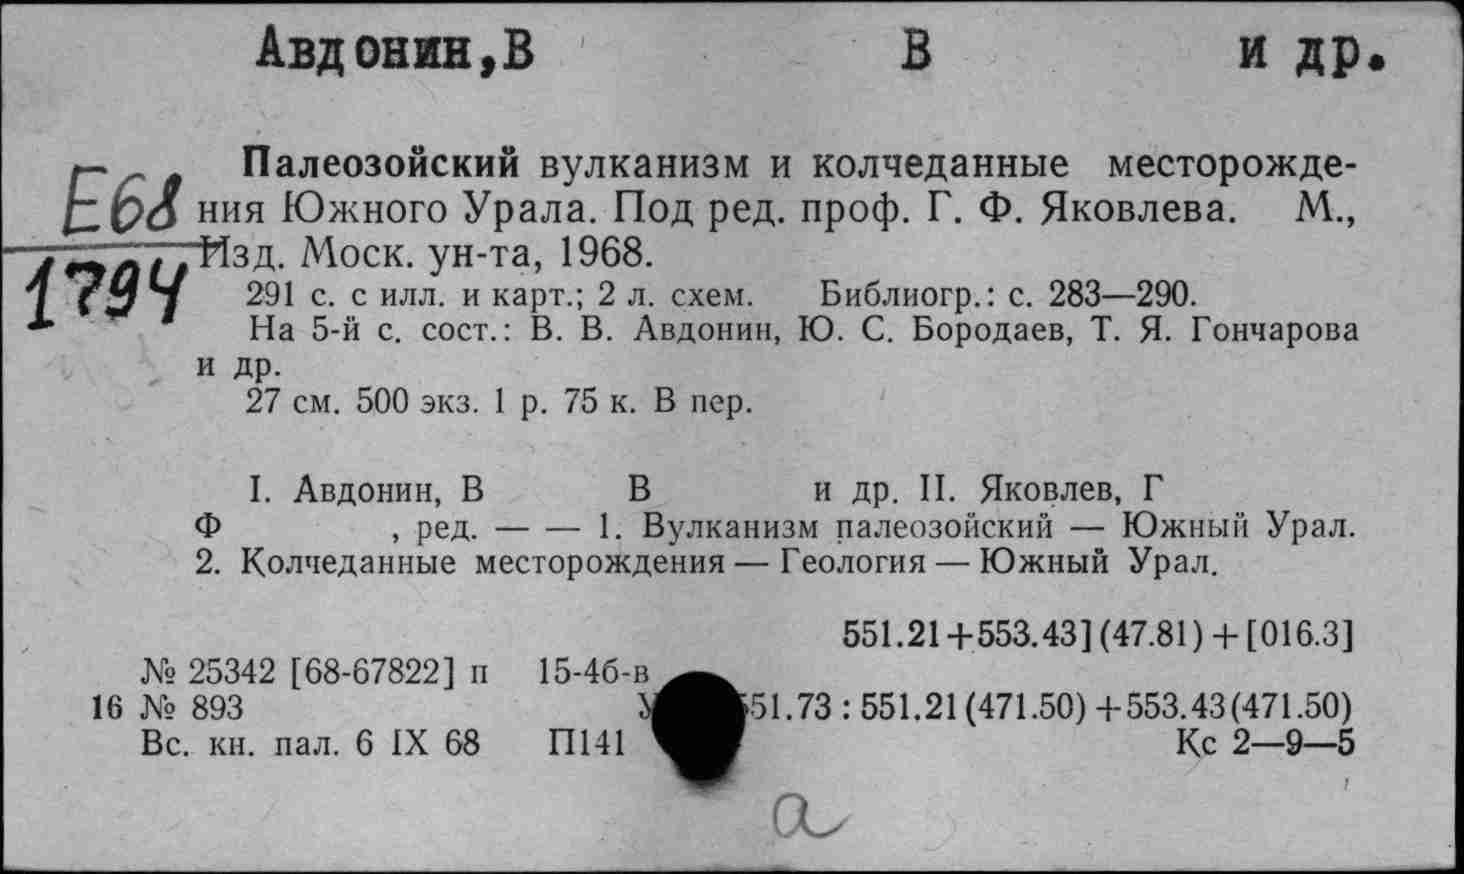 Авдонин,В В и др.
Палеозойский вулканизм и колчеданные месторожде-
Е68 ния Южного Урала. Под ред. проф. Г. Ф. Яковлева. М.,
Изд. Моск. ун-та, 1968.
1794 291 с. с илл. и карт.; 2 л. схем. Библиогр.: с. 283—290.
На 5-й с. сост.: В. В. Авдонин, Ю. С. Бородаев, Т. Я. Гончарова
и др.
27 см. 500 экз. 1 р. 75 к. В пер.
I. Авдонин, В В и др. II. Яковлев, Г
Ф , ред. — — 1. Вулканизм палеозойский — Южный Урал.
2. Колчеданные месторождения — Геология — Южный Урал.
551.21+553.43](47.81)+[016.3]
№ 25342 [68-67822] п 15-4б-в
16 № 893 51.73 : 551.21(471.50)+553.43(471.50)
Вс. кн. пал. 6 IX 68 П141 Кс 2—9—5
а